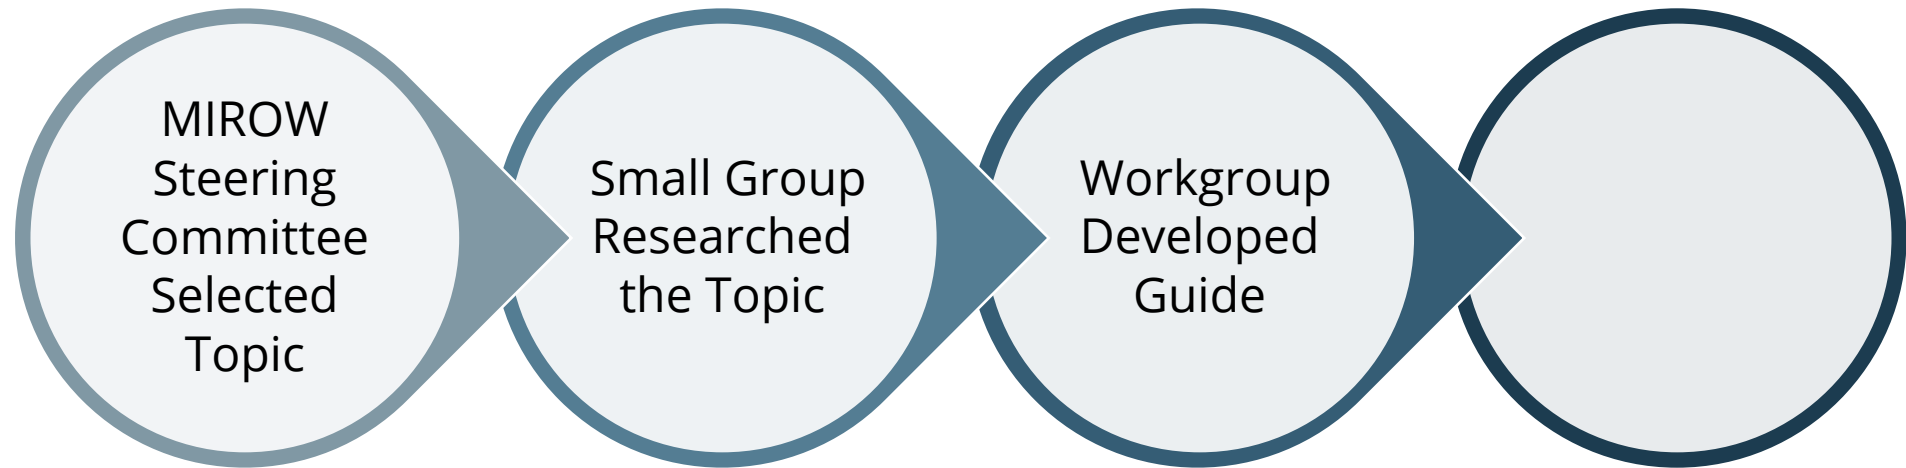 MIROW
Steering
Committee
Selected
Topic
Small Group
Researched
the Topic
Workgroup
Developed
Guide